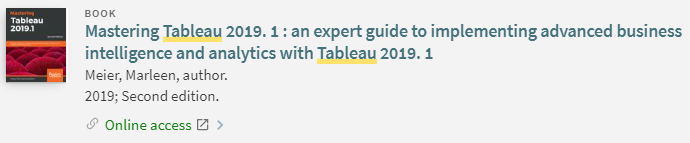 Mastering
Tableau
2019.1
BOOK
Mastering Tableau 2019. 1 : an expert guide to implementing advanced business
intelligence and analytics with Tableau 2019. 1
Meier, Marleen, author.
2019; Second edition.
Online access